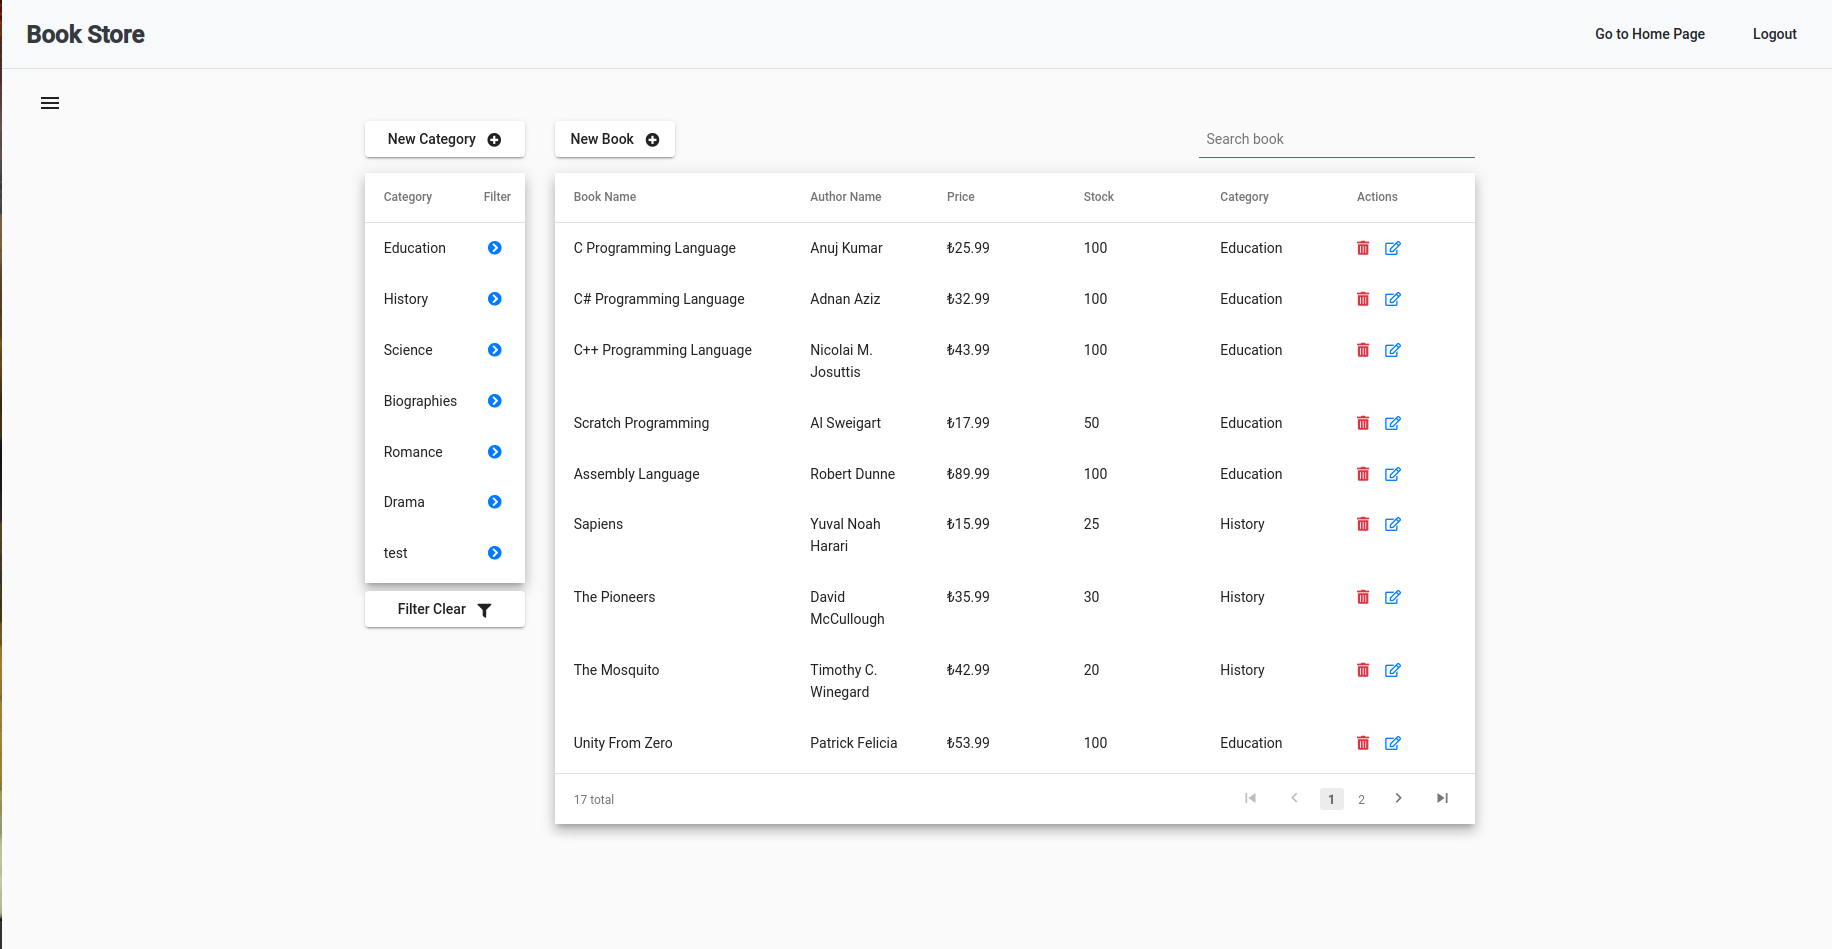 Book Store
Go to Home Page
Logout
New Category
New Book
Search book
Category Filter
Education
History
Science
Biographies
Romance
Drama
test
Filter Clear
Book Name Author Name Price Stock Category Actions
C Programming Language Anuj Kumar ₺25.99 100 Education
C# Programming Language Adnan Aziz ₺32.99 100 Education
C++ Programming Language Nicolai M. ₺43.99 100 Education
Josuttis
Scratch Programming Al Sweigart ₺17.99 50 Education
Assembly Language Robert Dunne ₺89.99 100 Education
Sapiens Yuval Noah ₺15.99 25 History
Harari
The Pioneers David ₺35.99 30 History
McCullough
The Mosquito Timothy C. ₺42.99 20 History
Winegard
Unity From Zero Patrick Felicia ₺53.99 100 Education
17 total 1 2